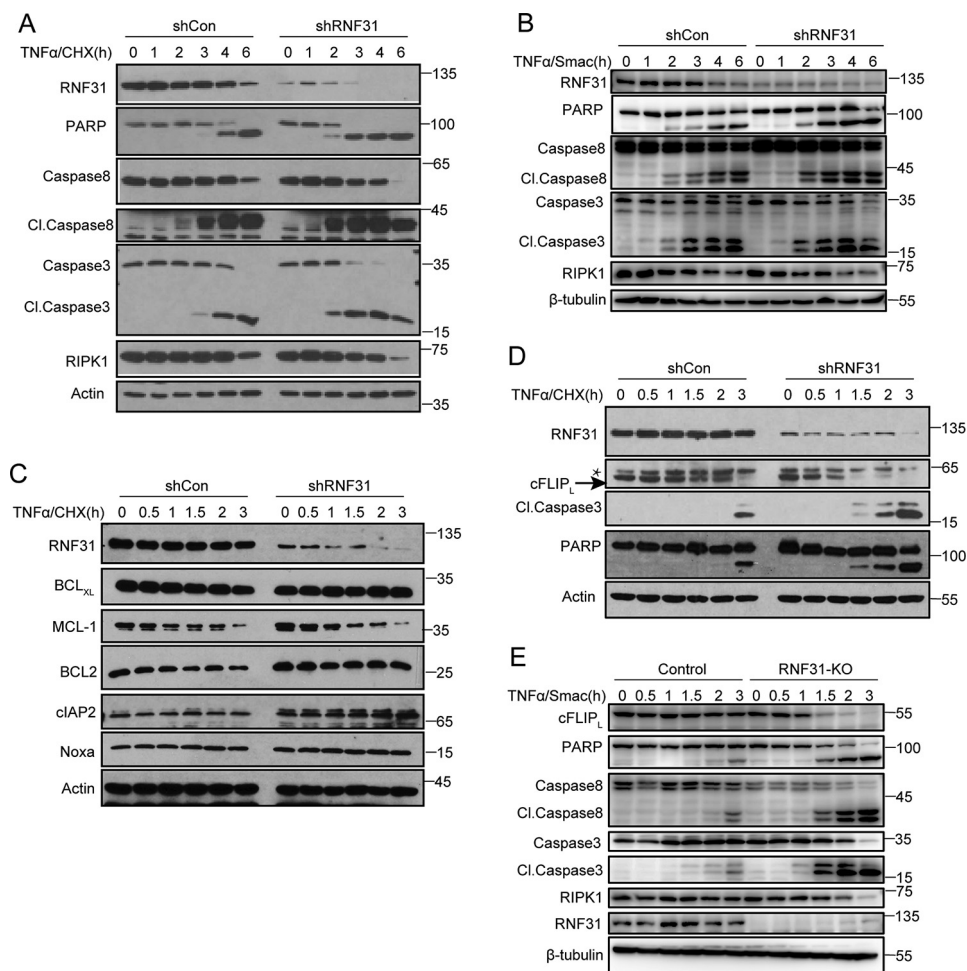 A
shCon shRNF31
TNFα/CHX(h) 0 1 2 3 4 6 0 1 2 3 4 6
RNF31 135
PARP 100
Caspase8 65
Cl.Caspase8 45
Caspase3 35
Cl.Caspase3 15
RIPK1 75
Actin 35
B
shCon shRNF31
TNFα/Smac(h) 0 1 2 3 4 6 0 1 2 3 4 6
RNF31 135
PARP 100
Caspase8
Cl.Caspase8 45
Caspase3 35
Cl.Caspase3 15
RIPK1 75
β-tubulin 55
C
shCon shRNF31
TNFα/CHX(h) 0 0.5 1 1.5 2 3 0 0.5 1 1.5 2 3
RNF31 135
BCLXL 35
MCL-1 35
BCL2 25
cIAP2 65
Noxa 15
Actin 45
D
shCon shRNF31
TNFα/CHX(h) 0 0.5 1 1.5 2 3 0 0.5 1 1.5 2 3
RNF31 135
* 65
cFLIPL
Cl.Caspase3 15
PARP 100
Actin 55
E
Control RNF31-KO
TNFα/Smac(h) 0 0.5 1 1.5 2 3 0 0.5 1 1.5 2 3
cFLIPL 55
PARP 100
Caspase8 45
Cl.Caspase8
Caspase3 35
Cl.Caspase3 15
RIPK1 75
RNF31 135
β-tubulin 55